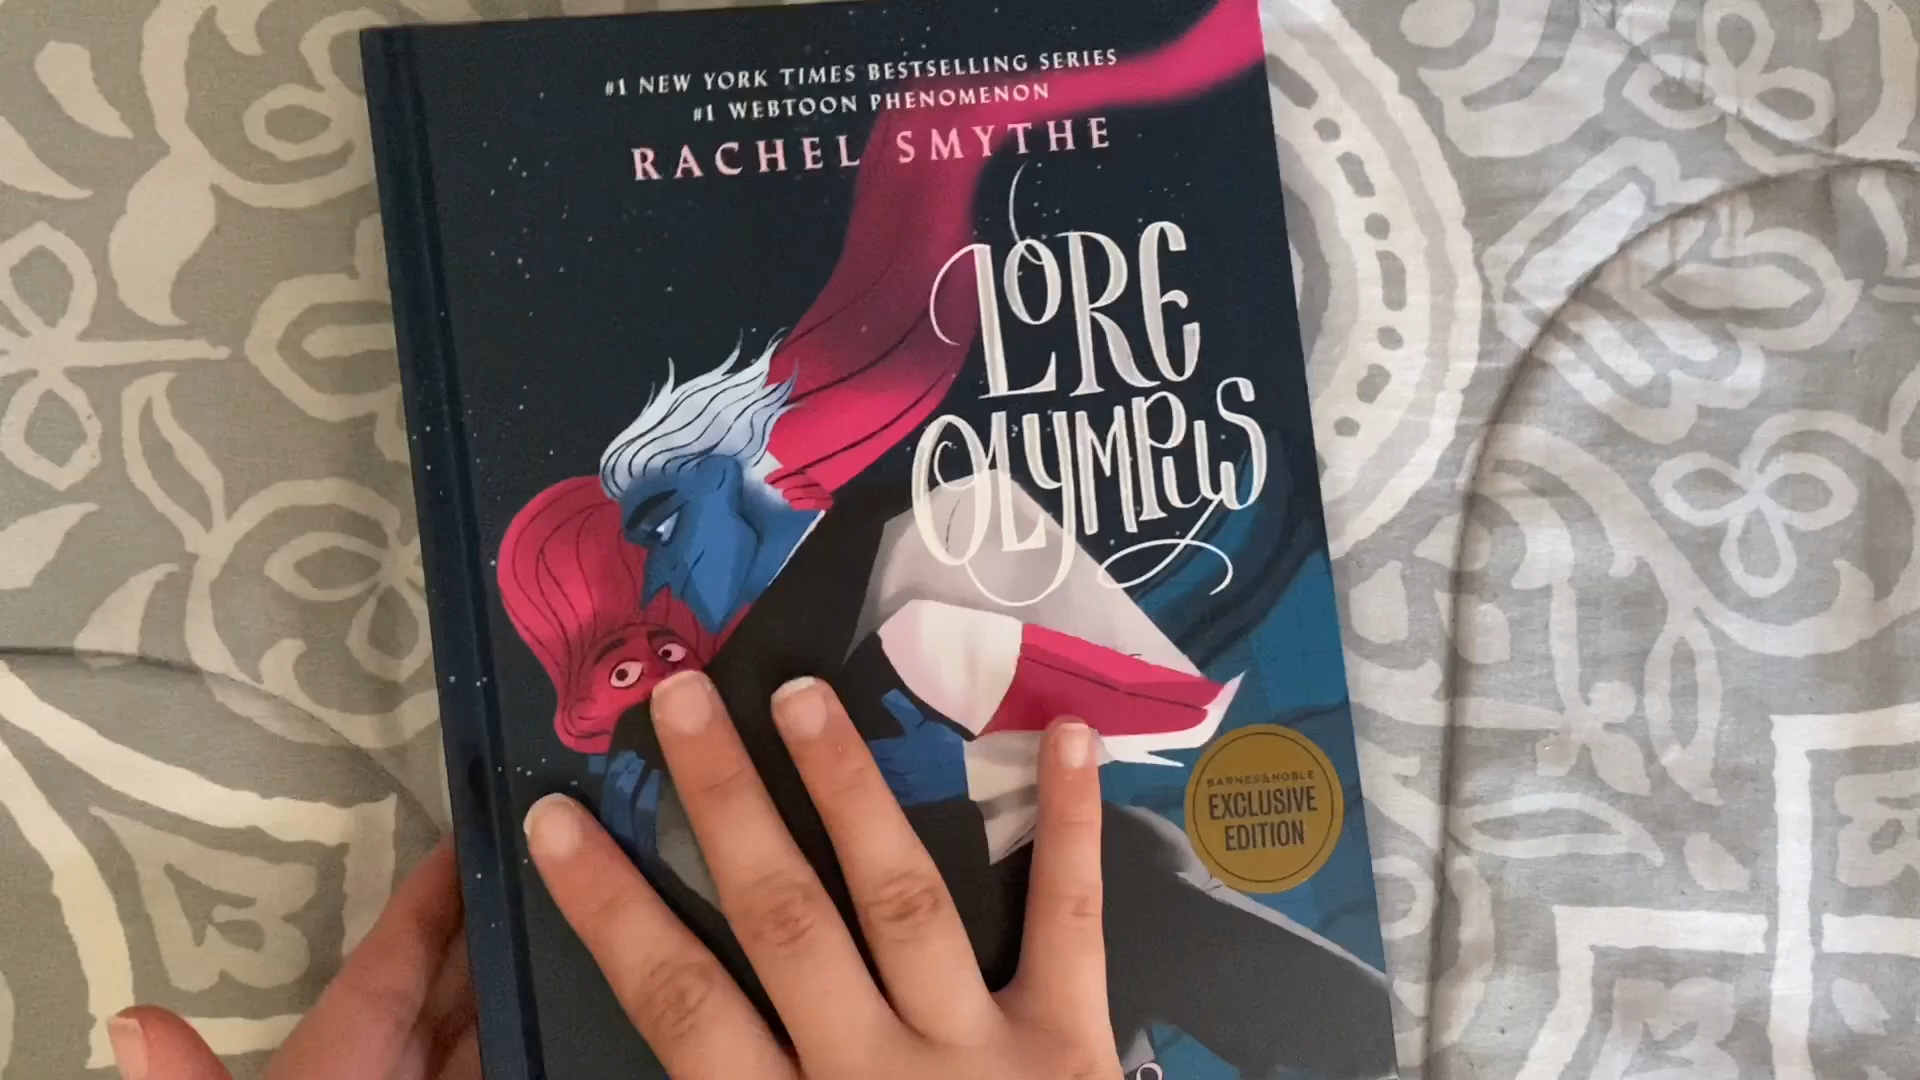 #1 NEW YORK TIMES BESTSELLING SERIES
#1 WEBTOON PHENOMENON
RACHEL SMYTHE
LORE
OLYMPUS
BARNES&NOBLE
EXCLUSIVE
EDITION